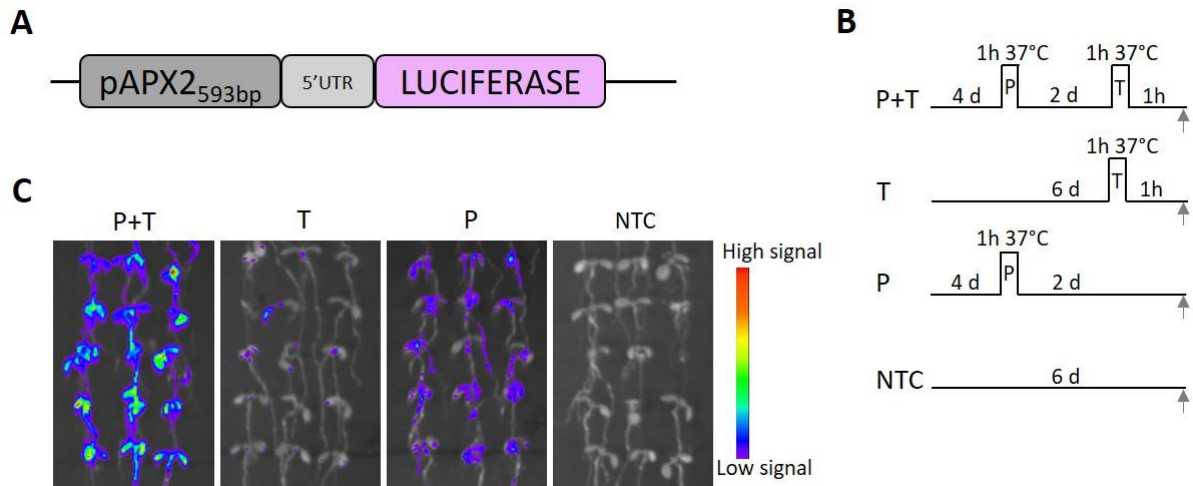 A
pAPX2593bp 5'UTR LUCIFERASE
B
1h 37°C 1h 37°C
P+T 4 d P 2 d T 1h
1h 37°C
T 6 d T 1h
1h 37°C
P 4 d P 2 d
NTC 6 d
C
P+T T P NTC
High signal
Low signal